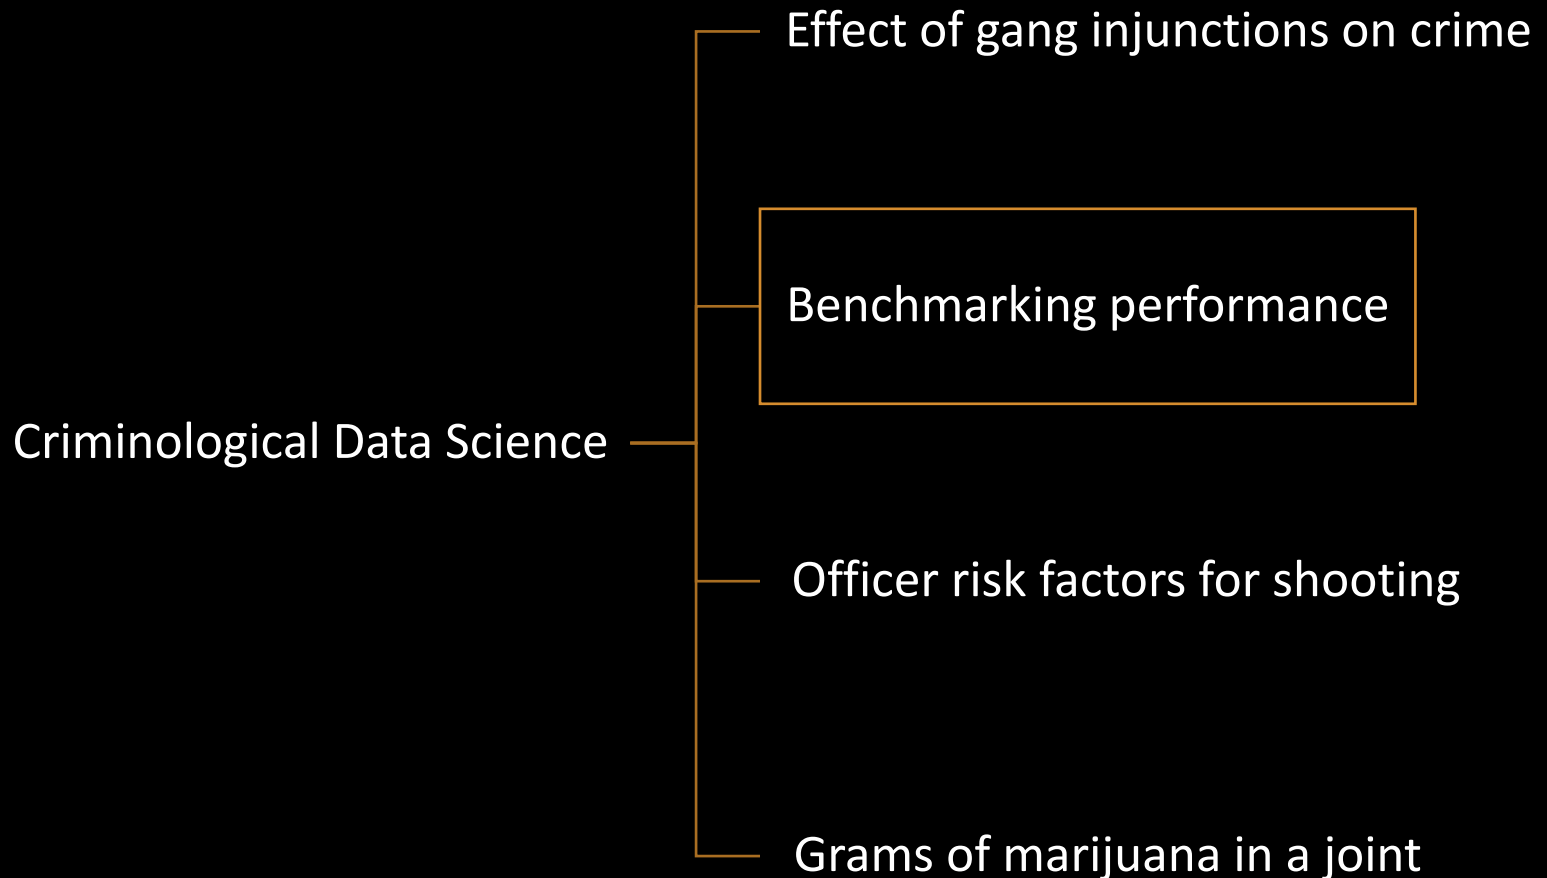 Effect of gang injunctions on crime
Benchmarking performance
Criminological Data Science
Officer risk factors for shooting
Grams of marijuana in a joint